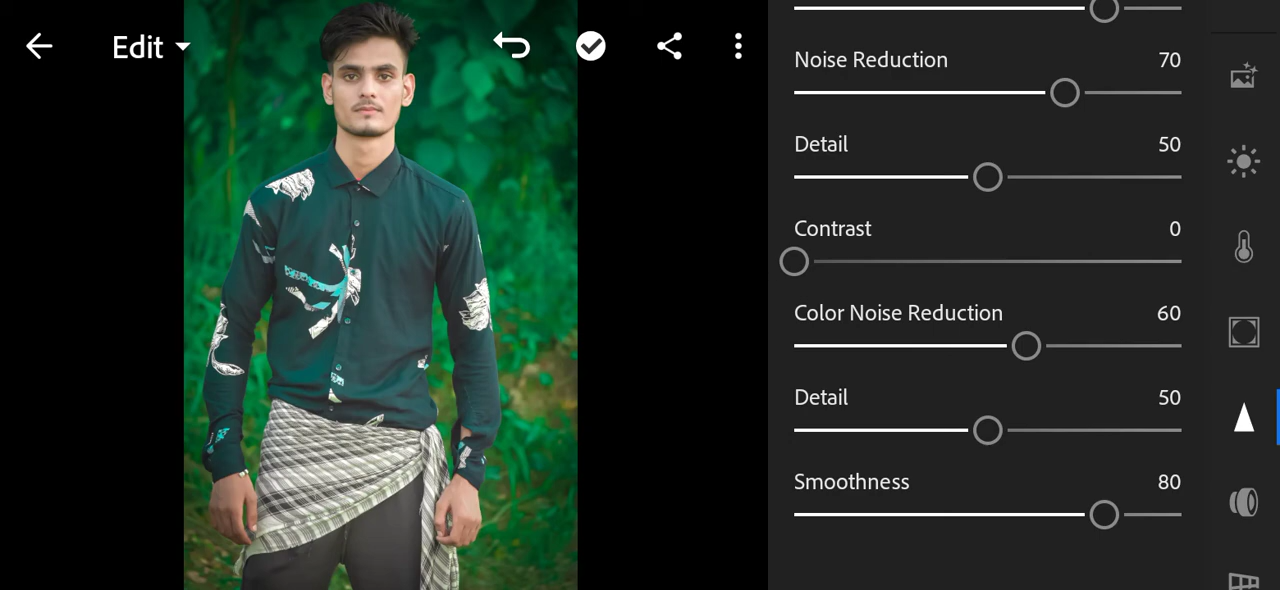 Edit
Noise Reduction 70
Detail 50
Contrast 0
Color Noise Reduction 60
Detail 50
Smoothness 80